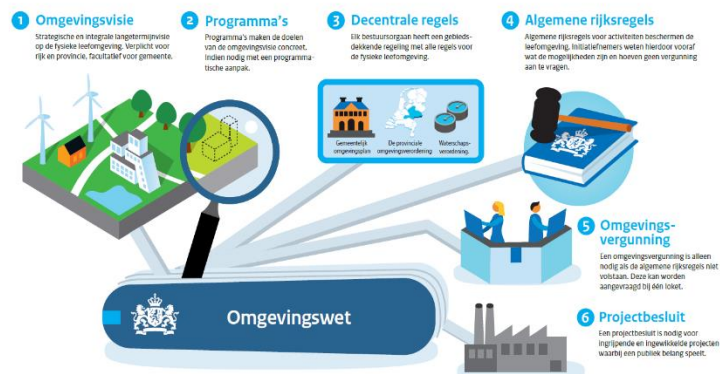 1 Omgevingsvisie
Strategische en integrale langetermijnvisie
op de fysieke leefomgeving. Verplicht voor
rijk en provincie, facultatief voor gemeente.
2 Programma's
Programma's maken de doelen
van de omgevingsvisie concreet.
Indien nodig met een programma-
tische aanpak.
3 Decentrale regels
Elk bestuursorgaan heeft een gebieds-
dekkende regeling met alle regels voor
de fysieke leefomgeving.
Gemeentelijk
omgevingsplan
De provinciale
omgevingsverordening
Waterschaps-
verordening.
4 Algemene rijksregels
Algemene rijksregels voor activiteiten beschermen de
leefomgeving. Initiatiefnemers weten hierdoor vooraf
wat de mogelijkheden zijn en hoeven geen vergunning
aan te vragen.
5 Omgevings-
vergunning
Een omgevingsvergunning is alleen
nodig als de algemene rijksregels niet
volstaan. Deze kan worden
aangevraagd bij één loket.
6 Projectbesluit
Een projectbesluit is nodig voor
ingrijpende en ingewikkelde projecten
waarbij een publiek belang speelt.
Omgevingswet